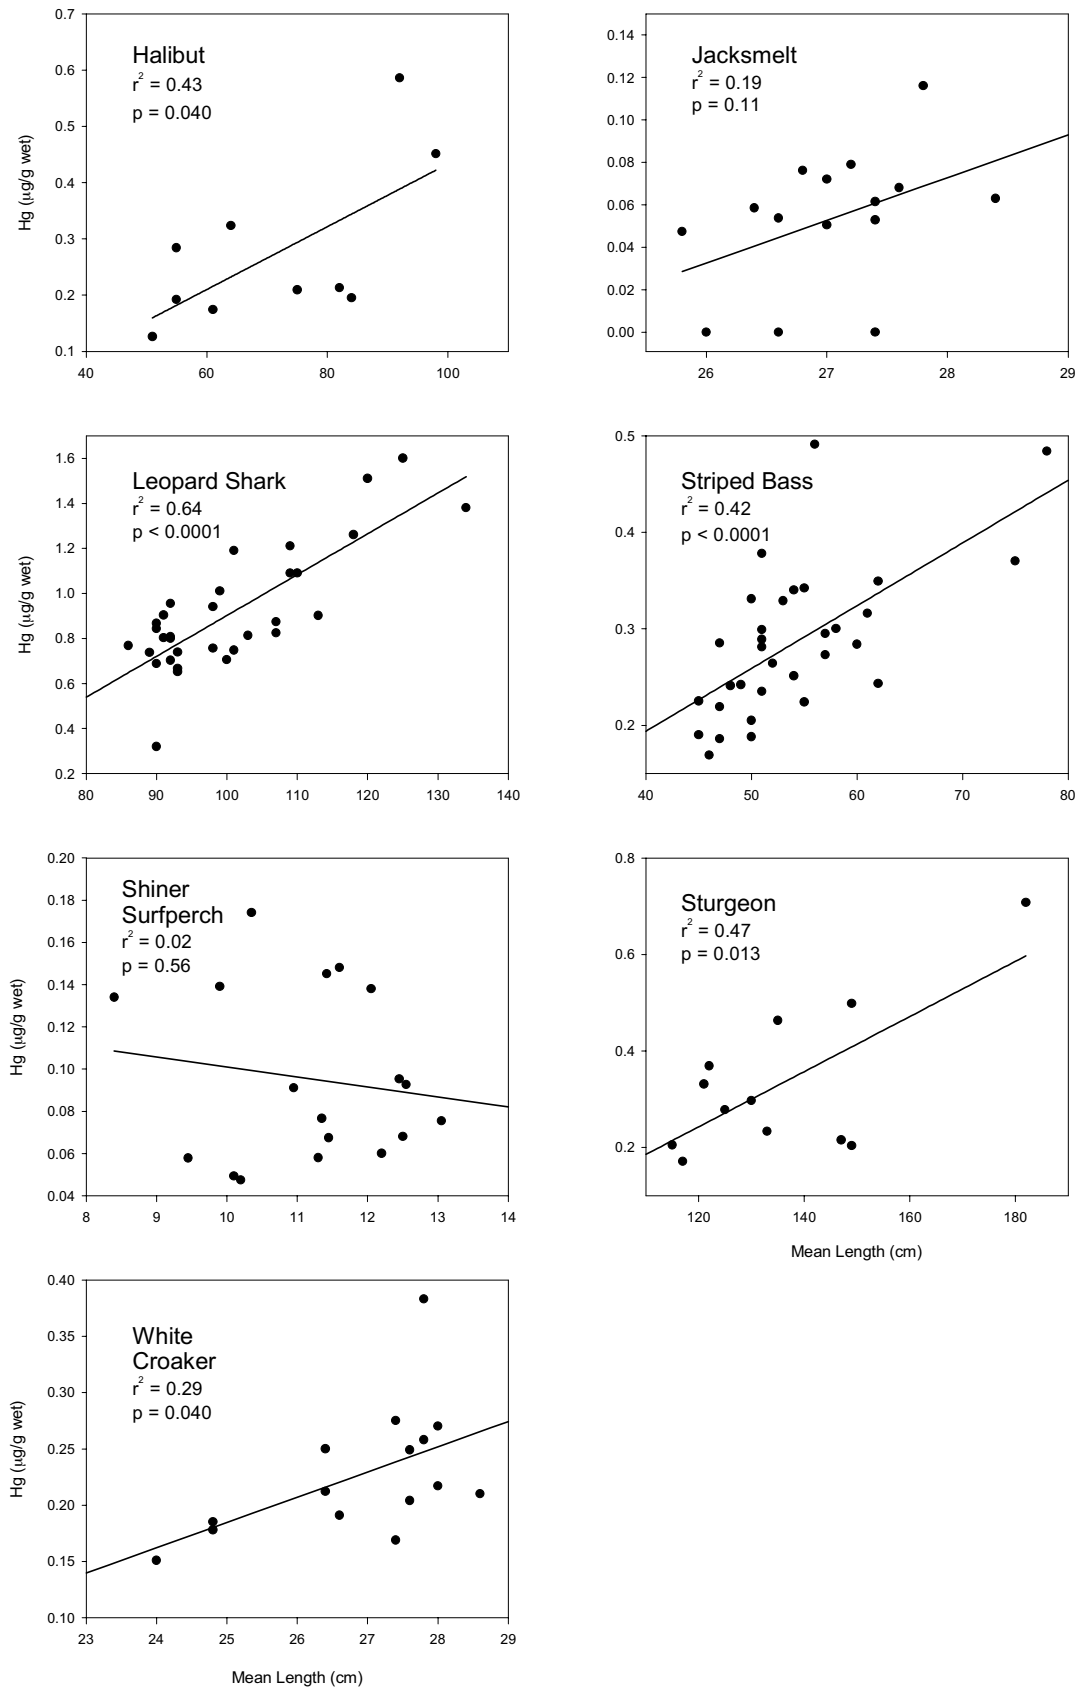 Halibut
r² = 0.43
p = 0.040
Hg (µg/g wet)
0.7
0.6
0.5
0.4
0.3
0.2
0.1
40 60 80 100
Jacksmelt
r² = 0.19
p = 0.11
0.14
0.12
0.10
0.08
0.06
0.04
0.02
0.00
26 27 28 29
Leopard Shark
r² = 0.64
p < 0.0001
Hg (µg/g wet)
1.6
1.4
1.2
1.0
0.8
0.6
0.4
0.2
80 90 100 110 120 130 140
Striped Bass
r² = 0.42
p < 0.0001
0.5
0.4
0.3
0.2
40 50 60 70 80
Shiner
Surfperch
r² = 0.02
p = 0.56
Hg (µg/g wet)
0.20
0.18
0.16
0.14
0.12
0.10
0.08
0.06
0.04
8 9 10 11 12 13 14
Sturgeon
r² = 0.47
p = 0.013
0.8
0.6
0.4
0.2
120 140 160 180
Mean Length (cm)
White
Croaker
r² = 0.29
p = 0.040
Hg (µg/g wet)
0.40
0.35
0.30
0.25
0.20
0.15
0.10
23 24 25 26 27 28 29
Mean Length (cm)